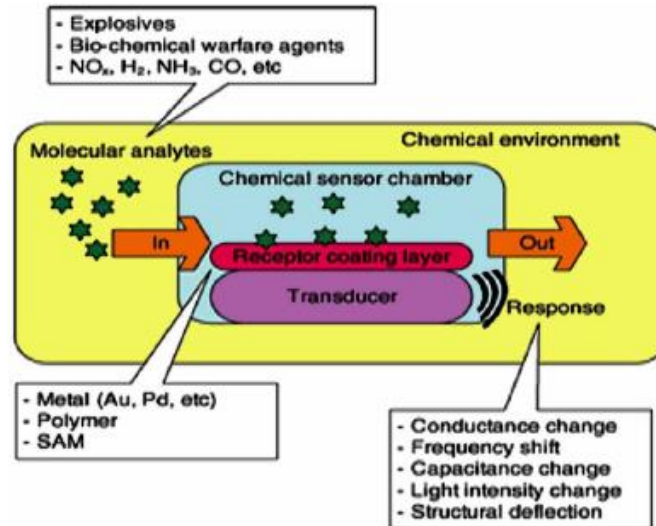 - Explosives
- Bio-chemical warfare agents
- NOₓ, H₂, NH₃, CO, etc
Chemical environment
Molecular analytes
Chemical sensor chamber
In
Out
Receptor coating layer
Transducer
Response
- Metal (Au, Pd, etc)
- Polymer
- SAM
- Conductance change
- Frequency shift
- Capacitance change
- Light intensity change
- Structural deflection